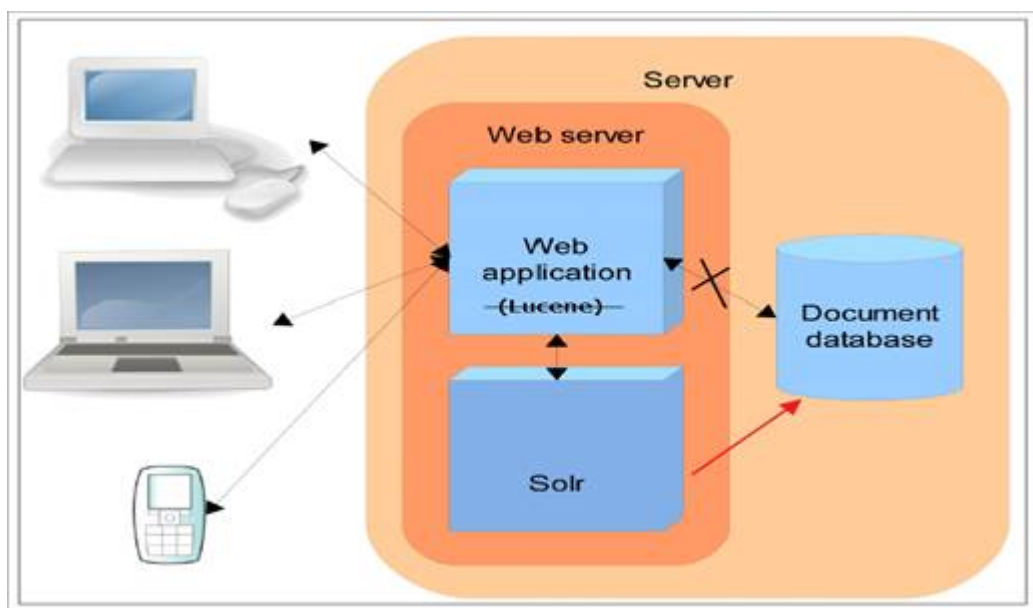 Server
Web server
Web
application
(Lucene)
Document
database
Solr